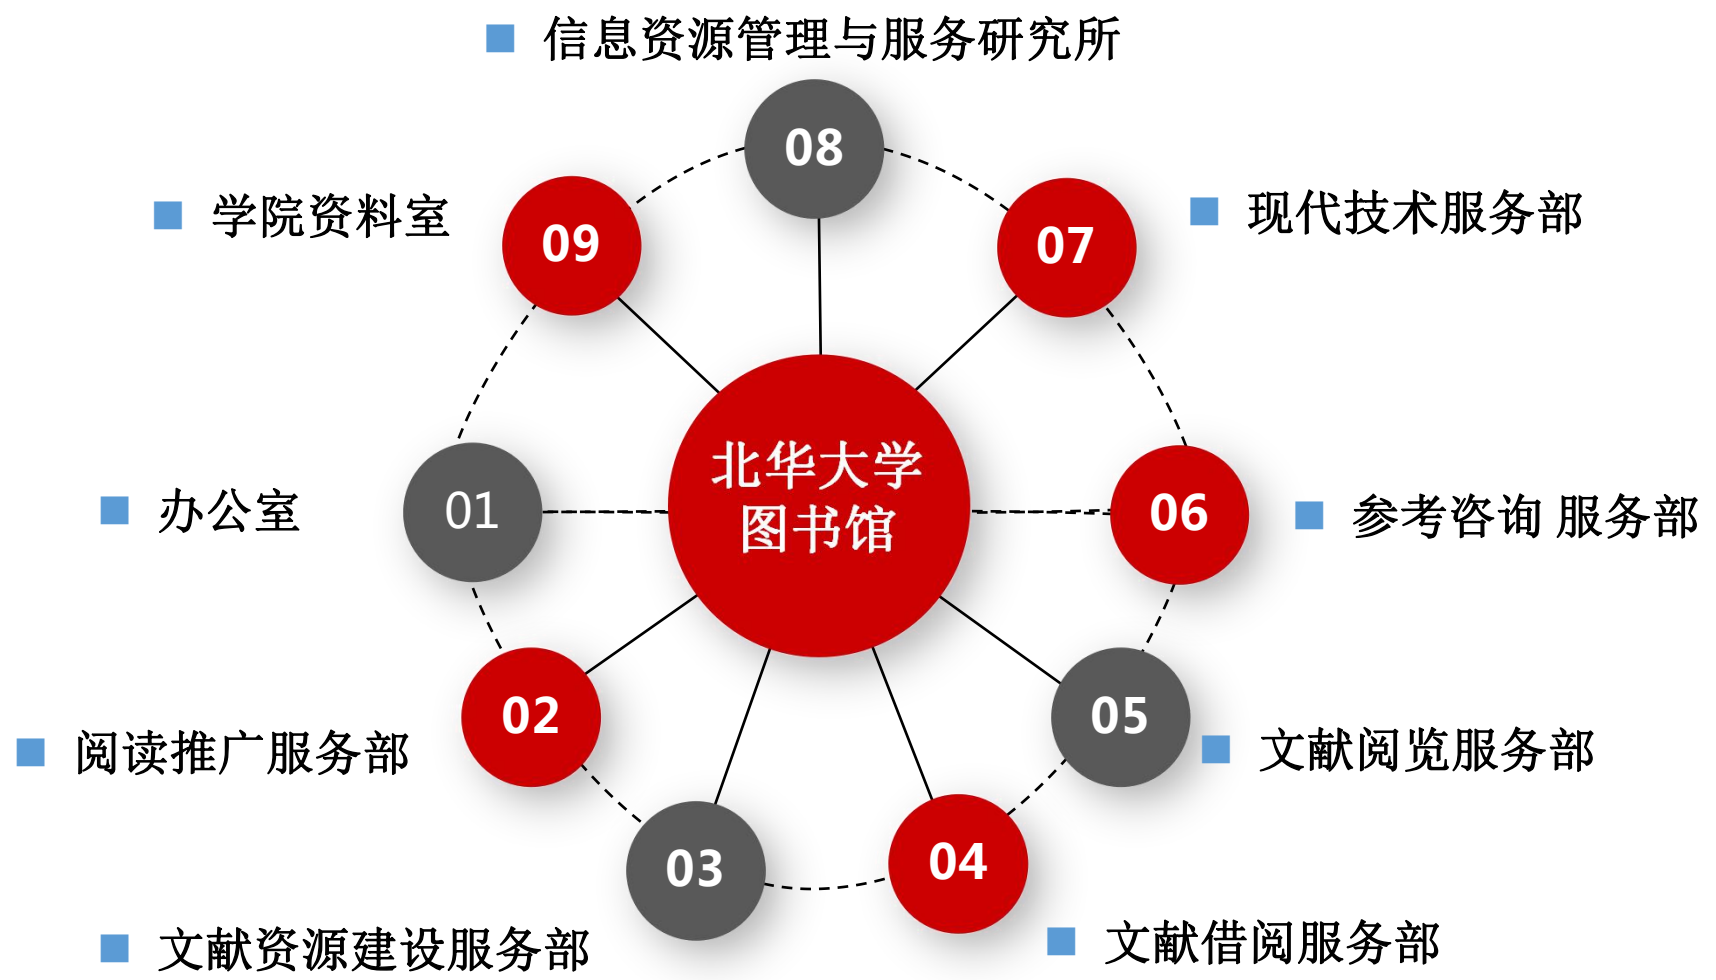 信息资源管理与服务研究所
08
学院资料室
09
07
现代技术服务部
北华大学
图书馆
办公室
01
06
参考咨询 服务部
02
阅读推广服务部
05
文献阅览服务部
03
文献资源建设服务部
04
文献借阅服务部